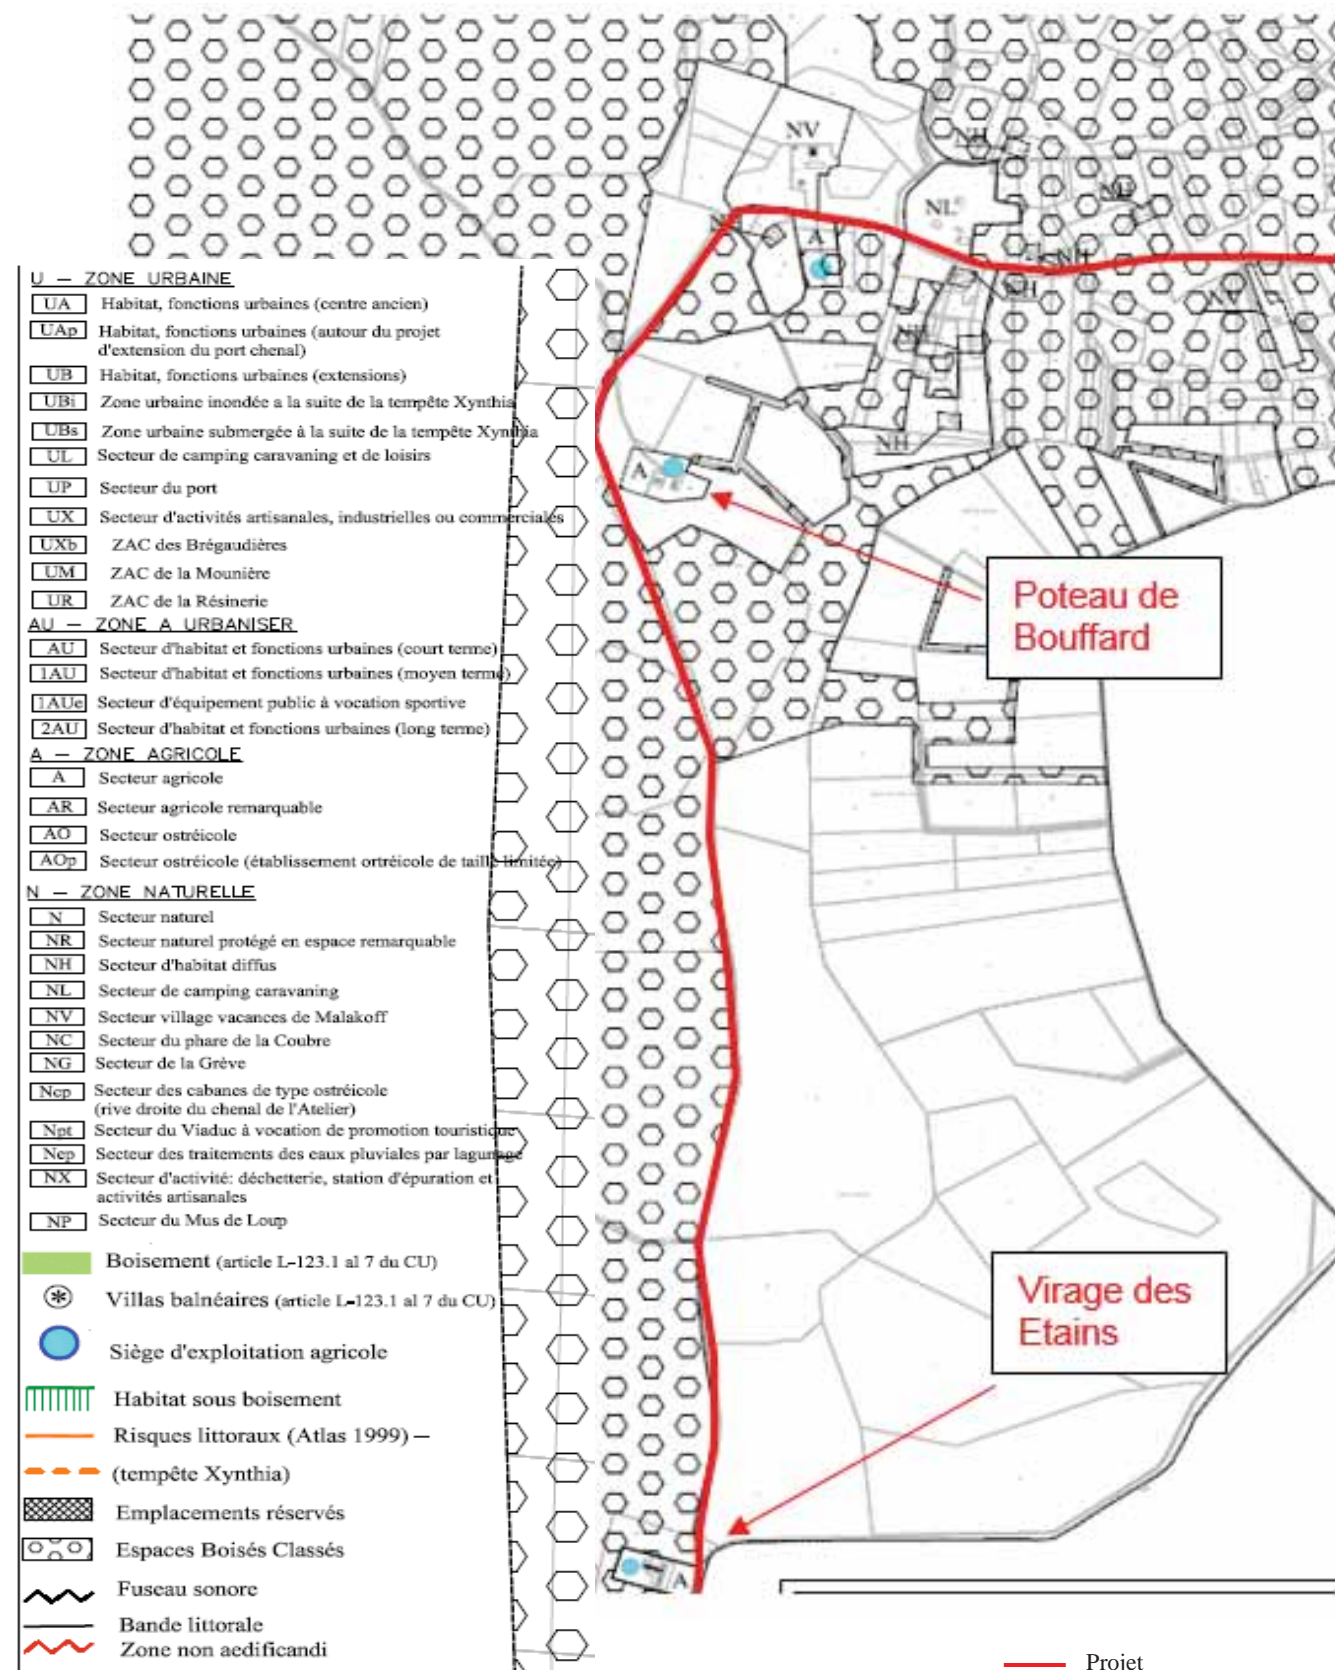 U — ZONE URBAINE
UA Habitat, fonctions urbaines (centre ancien)
UAp Habitat, fonctions urbaines (autour du projet
d'extension du port chenal)
UB Habitat, fonctions urbaines (extensions)
UBi Zone urbaine inondée a la suite de la tempête Xynthia
UBs Zone urbaine submergée à la suite de la tempête Xynthia
UL Secteur de camping caravaning et de loisirs
UP Secteur du port
UX Secteur d'activités artisanales, industrielles ou commerciales
UXb ZAC des Brégaudières
UM ZAC de la Mounière
UR ZAC de la Résinerie
AU — ZONE A URBANISER
AU Secteur d'habitat et fonctions urbaines (court terme)
1AU Secteur d'habitat et fonctions urbaines (moyen terme)
1AUe Secteur d'équipement public à vocation sportive
2AU Secteur d'habitat et fonctions urbaines (long terme)
A — ZONE AGRICOLE
A Secteur agricole
AR Secteur agricole remarquable
AO Secteur ostréicole
AOp Secteur ostréicole (établissement ortréicole de taille limitée)
N — ZONE NATURELLE
N Secteur naturel
NR Secteur naturel protégé en espace remarquable
NH Secteur d'habitat diffus
NL Secteur de camping caravaning
NV Secteur village vacances de Malakoff
NC Secteur du phare de la Coubre
NG Secteur de la Grève
Ncp Secteur des cabanes de type ostréicole
(rive droite du chenal de l'Atelier)
Npt Secteur du Viaduc à vocation de promotion touristique
Nep Secteur des traitements des eaux pluviales par lagunage
NX Secteur d'activité: déchetterie, station d'épuration et
activités artisanales
NP Secteur du Mus de Loup
Boisement (article L-123.1 al 7 du CU)
Villas balnéaires (article L-123.1 al 7 du CU)
Siège d'exploitation agricole
Habitat sous boisement
Risques littoraux (Atlas 1999) —
(tempête Xynthia)
Emplacements réservés
Espaces Boisés Classés
Fuseau sonore
Bande littorale
Zone non aedificandi
NV
NH
NH
NL
NH
A
NH
NH
NV
NH
NH
A
Poteau de
Bouffard
Virage des
Etains
A
Projet